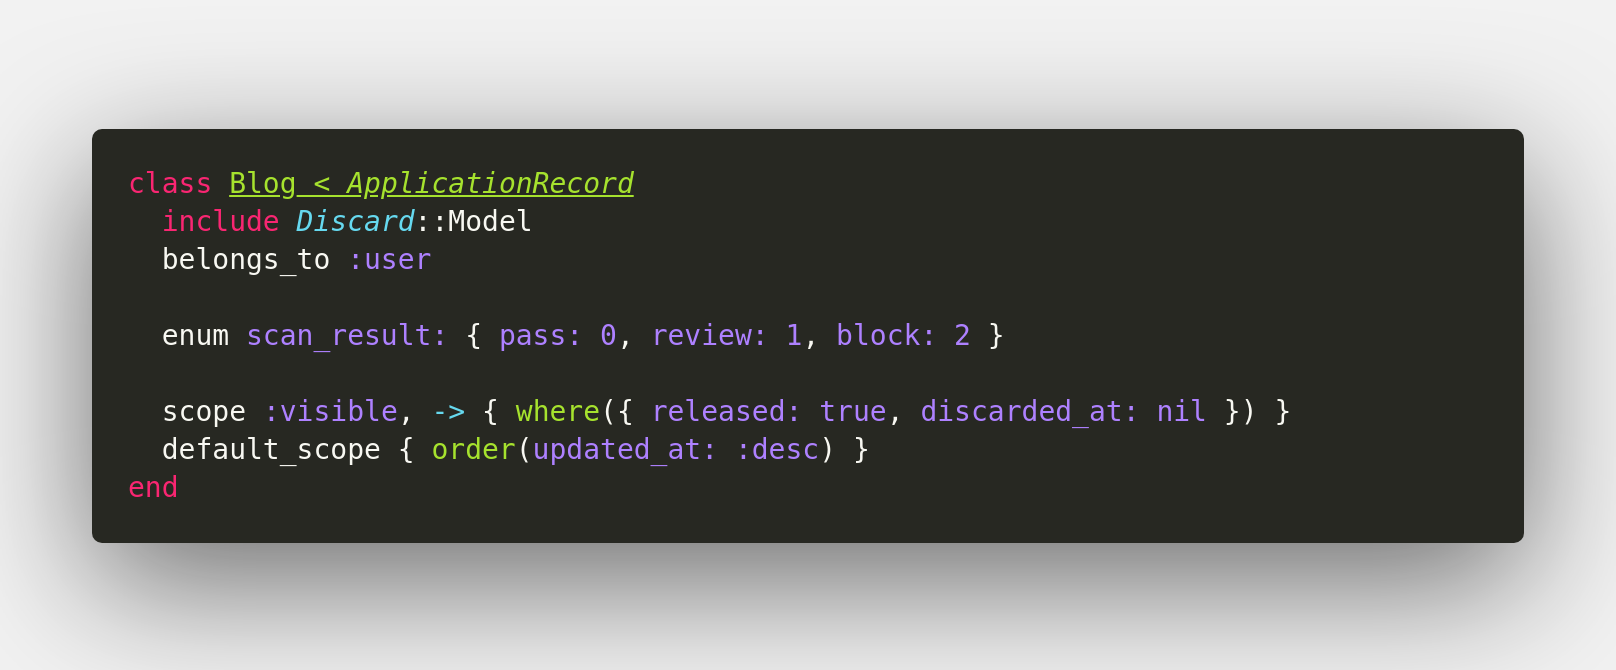 class Blog < ApplicationRecord
  include Discard::Model
  belongs_to :user

  enum scan_result: { pass: 0, review: 1, block: 2 }

  scope :visible, -> { where({ released: true, discarded_at: nil }) }
  default_scope { order(updated_at: :desc) }
end